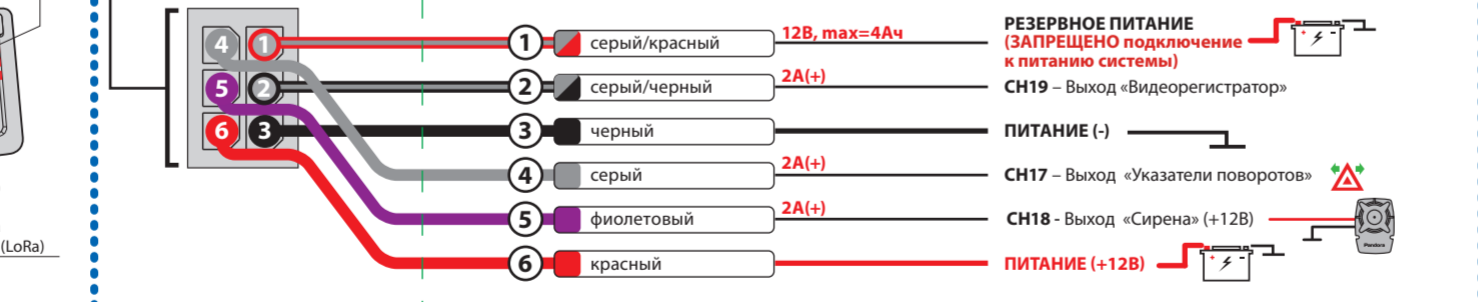 4 1
5 2
6 3
(LoRa)
1 серый/красный 12В, max=4Ач РЕЗЕРВНОЕ ПИТАНИЕ
(ЗАПРЕЩЕНО подключение
к питанию системы)
2 серый/черный 2А(+) CH19 – Выход «Видеорегистратор»
3 черный ПИТАНИЕ (-)
4 серый 2А(+) CH17 – Выход «Указатели поворотов»
5 фиолетовый 2А(+) CH18 - Выход «Сирена» (+12В)
Pandora
6 красный ПИТАНИЕ (+12В)